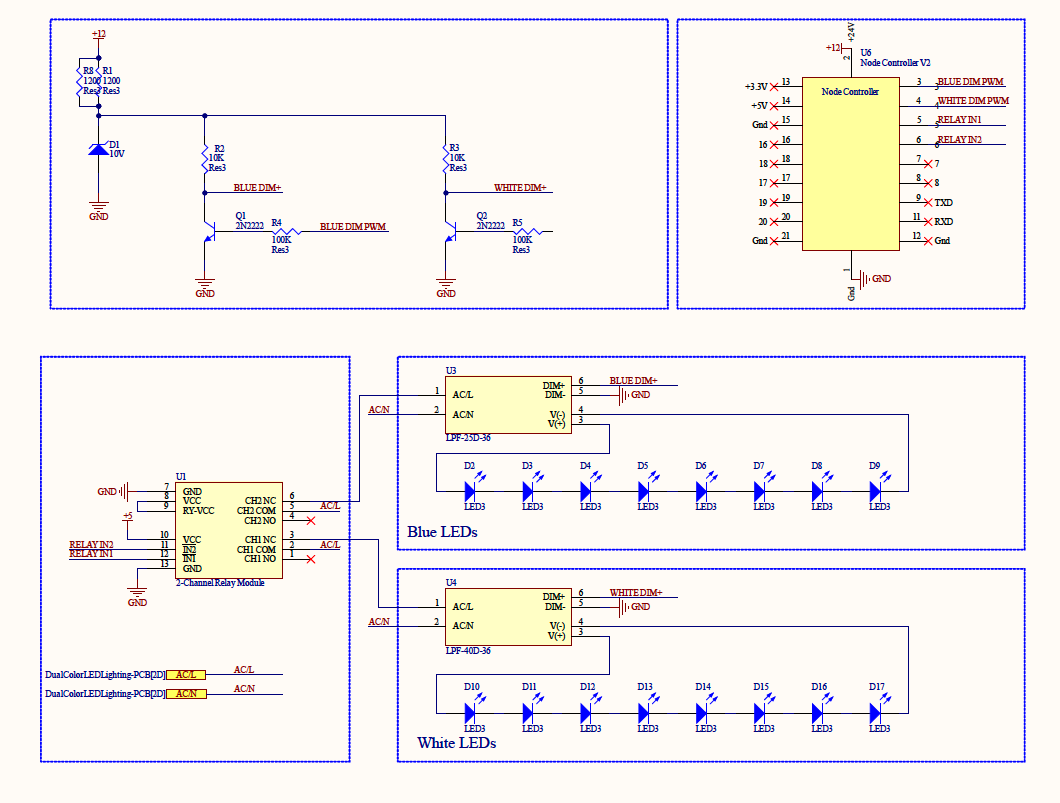 +12
R8 R1
1200 1200
Res3 Res3
D1
10V
GND
R2
10K
Res3
BLUE DIM+
Q1
2N2222
R4
100K
Res3
BLUE DIM PWM
GND
R3
10K
Res3
WHITE DIM+
Q2
2N2222
R5
100K
Res3
GND
+24V
+12
2
U6
Node Controller V2
Node Controller
+3.3V 13
+5V 14
Gnd 15
16 16
18 18
17 17
19 19
20 20
Gnd 21
3 3 BLUE DIM PWM
4 4 WHITE DIM PWM
5 5 RELAY IN1
6 6 RELAY IN2
7 7
8 8
9 TXD
11 RXD
12 Gnd
1
Gnd
GND
U1
GND 7 GND
8 VCC
9 RY-VCC
+5
10 VCC
RELAY IN2 11 IN2
RELAY IN1 12 IN1
13 GND
GND
CH2 NC 6
CH2 COM 5 AC/L
CH2 NO 4
CH1 NC 3
CH1 COM 2 AC/L
CH1 NO 1
2-Channel Relay Module
DualColorLEDLighting-PCB[2D] AC/L AC/L
DualColorLEDLighting-PCB[2D] AC/N AC/N
U3
1 AC/L
AC/N 2 AC/N
DIM+ 6 BLUE DIM+
DIM- 5 GND
V(-) 4
V(+) 3
LPF-25D-36
D2 D3 D4 D5 D6 D7 D8 D9
LED3 LED3 LED3 LED3 LED3 LED3 LED3 LED3
Blue LEDs
U4
1 AC/L
AC/N 2 AC/N
DIM+ 6 WHITE DIM+
DIM- 5 GND
V(-) 4
V(+) 3
LPF-40D-36
D10 D11 D12 D13 D14 D15 D16 D17
LED3 LED3 LED3 LED3 LED3 LED3 LED3 LED3
White LEDs